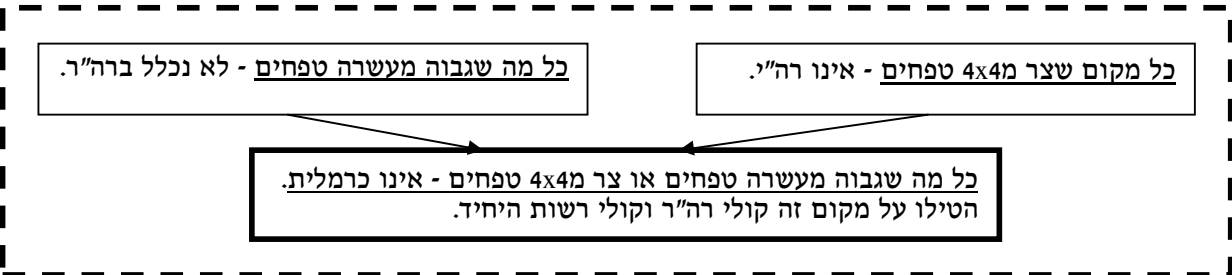 כל מקום שצר מ4x4 טפחים - אינו רה"י.
כל מה שגבוה מעשרה טפחים - לא נכלל ברה"ר.
כל מה שגבוה מעשרה טפחים או צר מ4x4 טפחים - אינו כרמלית.
הטילו על מקום זה קולי רה"ר וקולי רשות היחיד.